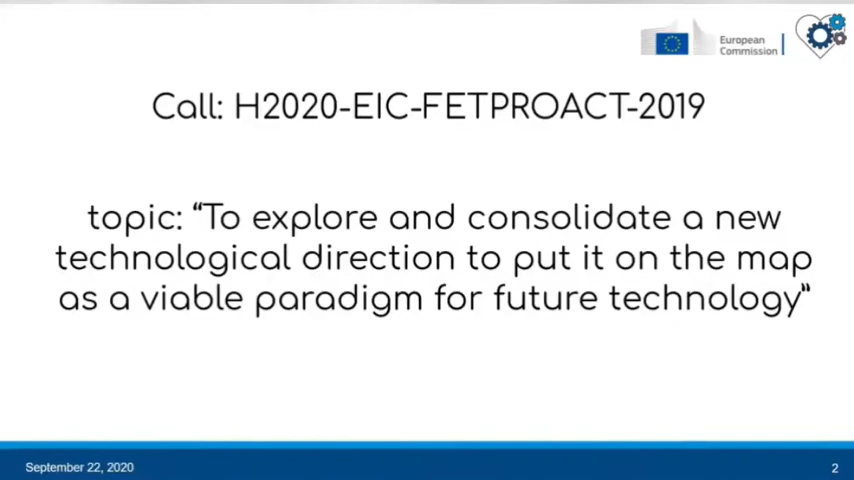 European
Commission
Call: H2020-EIC-FETPROACT-2019
topic: “To explore and consolidate a new
technological direction to put it on the map
as a viable paradigm for future technology”
September 22, 2020
2